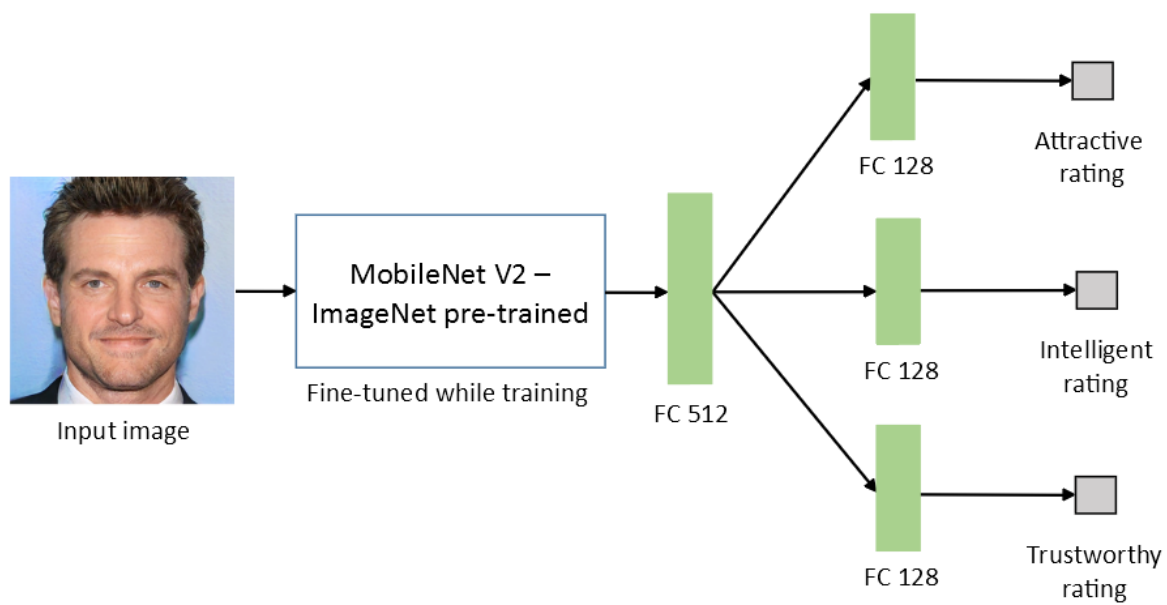 Input image
MobileNet V2 –
ImageNet pre-trained
Fine-tuned while training
FC 512
FC 128
Attractive
rating
FC 128
Intelligent
rating
FC 128
Trustworthy
rating